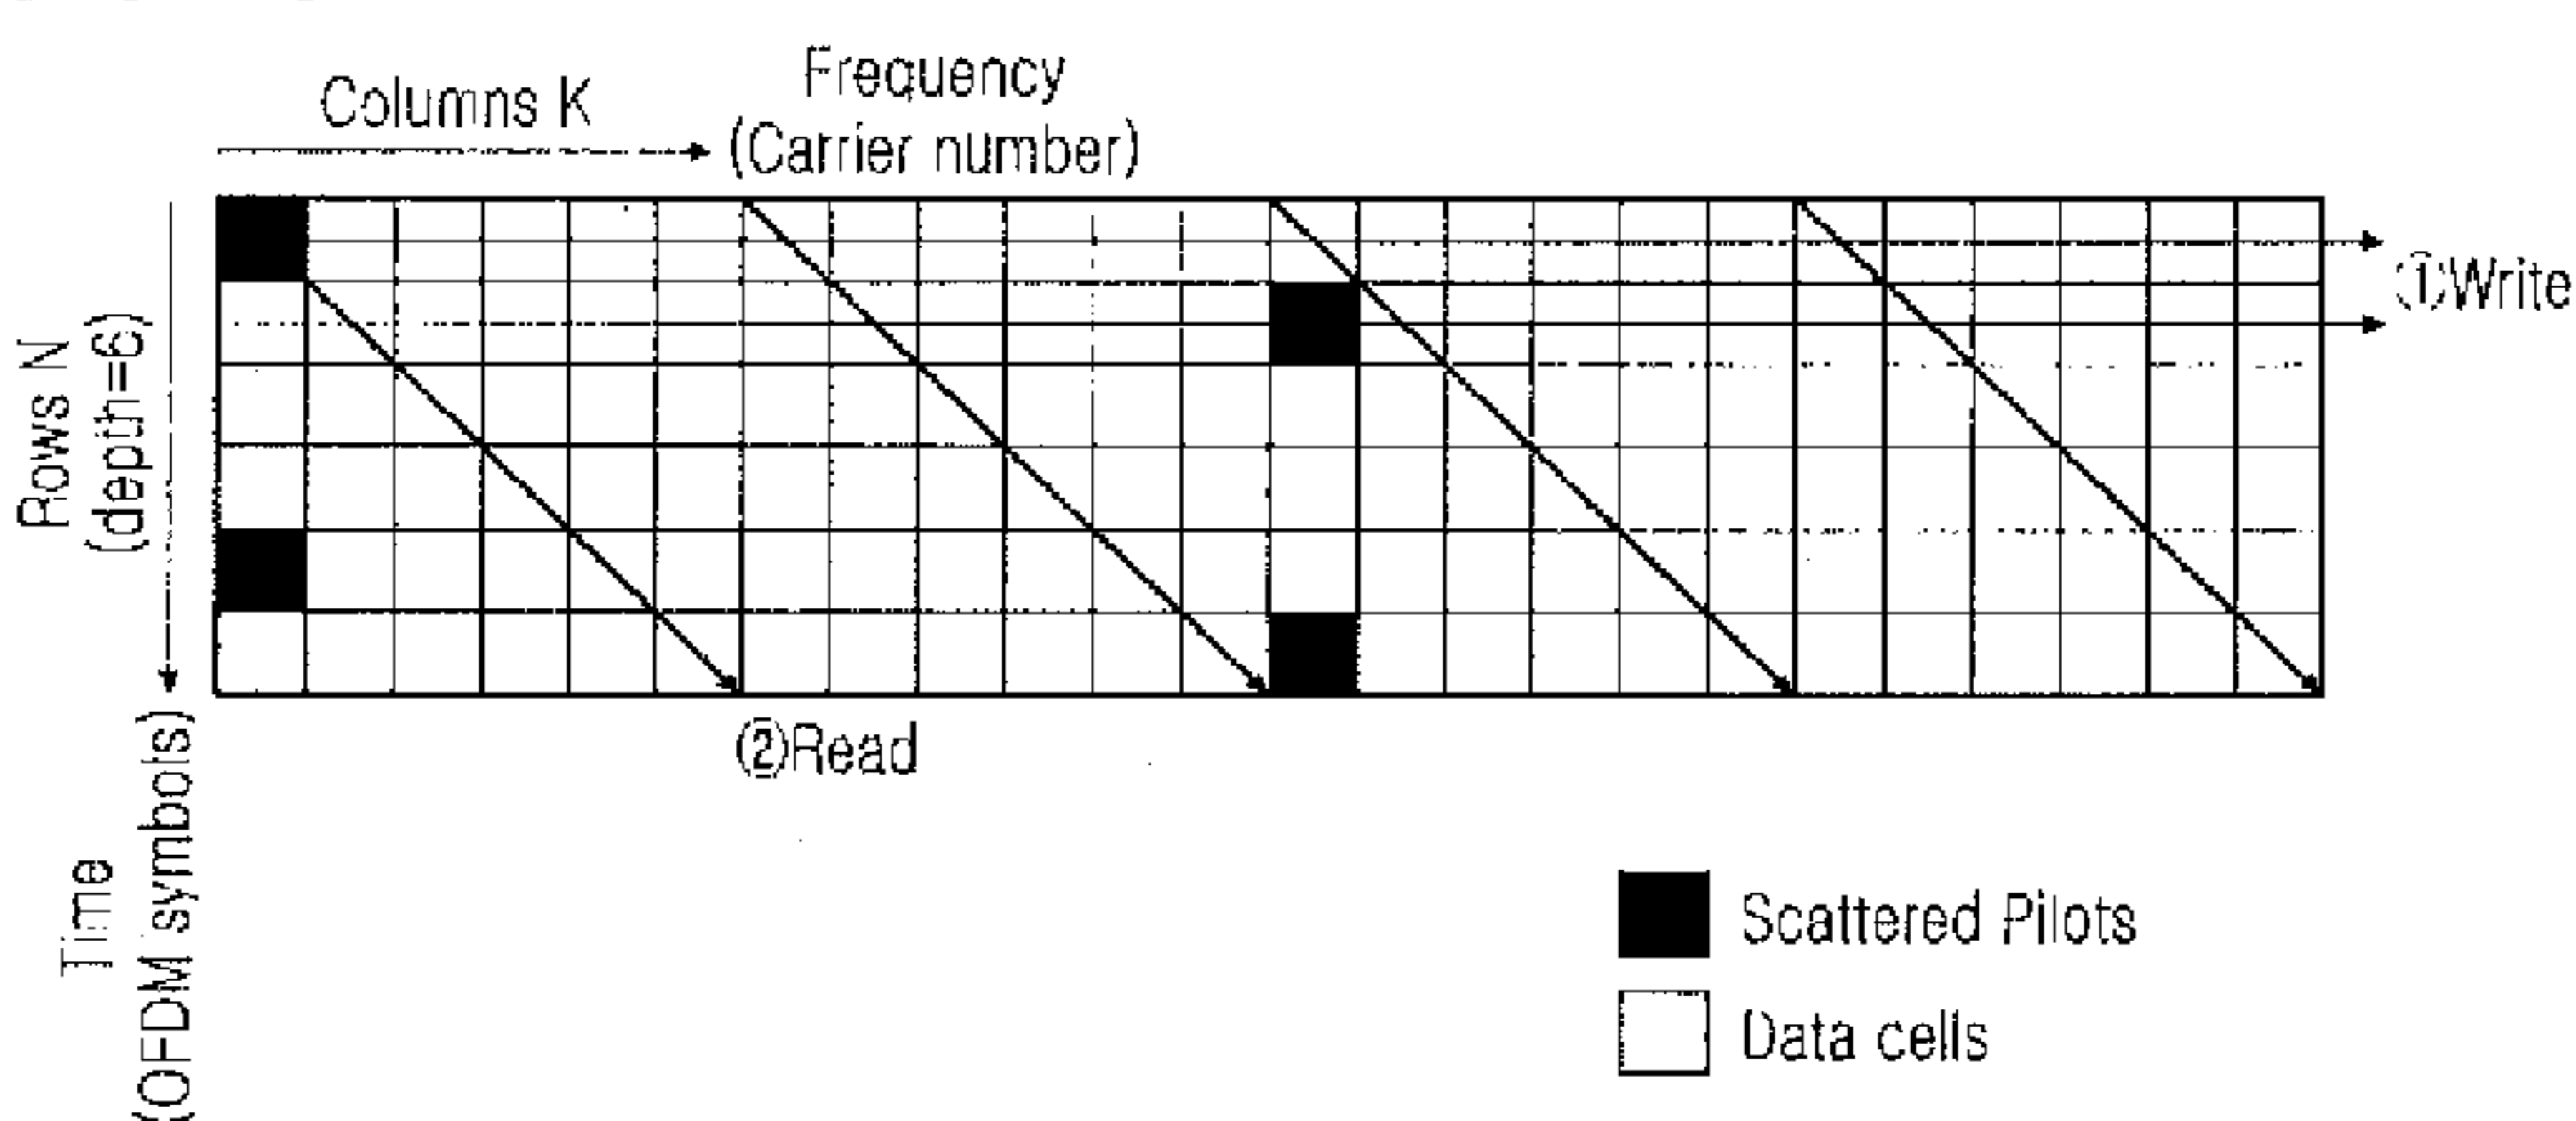 Columns K
Frequency
(Carrier number)
①Write
Rows N
(depth=6)
②Read
Time
(OFDM symbols)
Scattered Pilots
Data cells